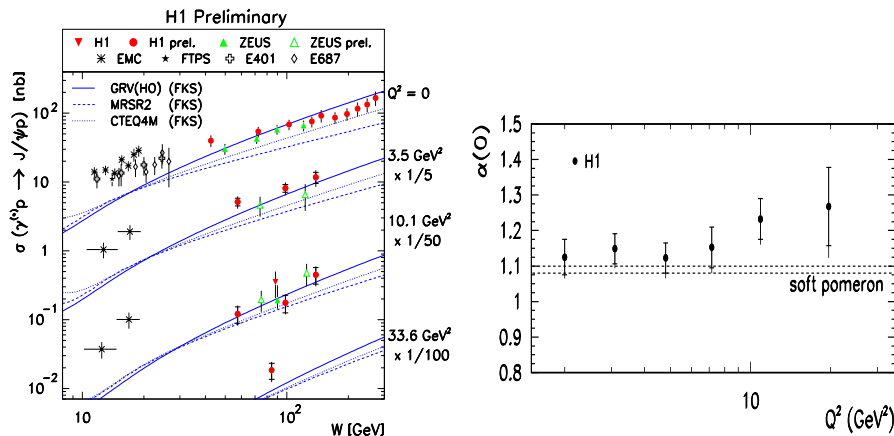 H1 Preliminary
H1 H1 prel. ZEUS ZEUS prel.
EMC FTPS E401 E687
GRV(HO) (FKS)
MRSR2 (FKS)
CTEQ4M (FKS)
Q² = 0
3.5 GeV²
x 1/5
10.1 GeV²
x 1/50
33.6 GeV²
x 1/100
σ (γ⁽*⁾p → J/ψp) [nb]
10²
10
1
10⁻¹
10⁻²
10 10²
W [GeV]
α(O)
1.5
1.4
1.3
1.2
1.1
1
0.9
0.8
H1
soft pomeron
10
Q² (GeV²)